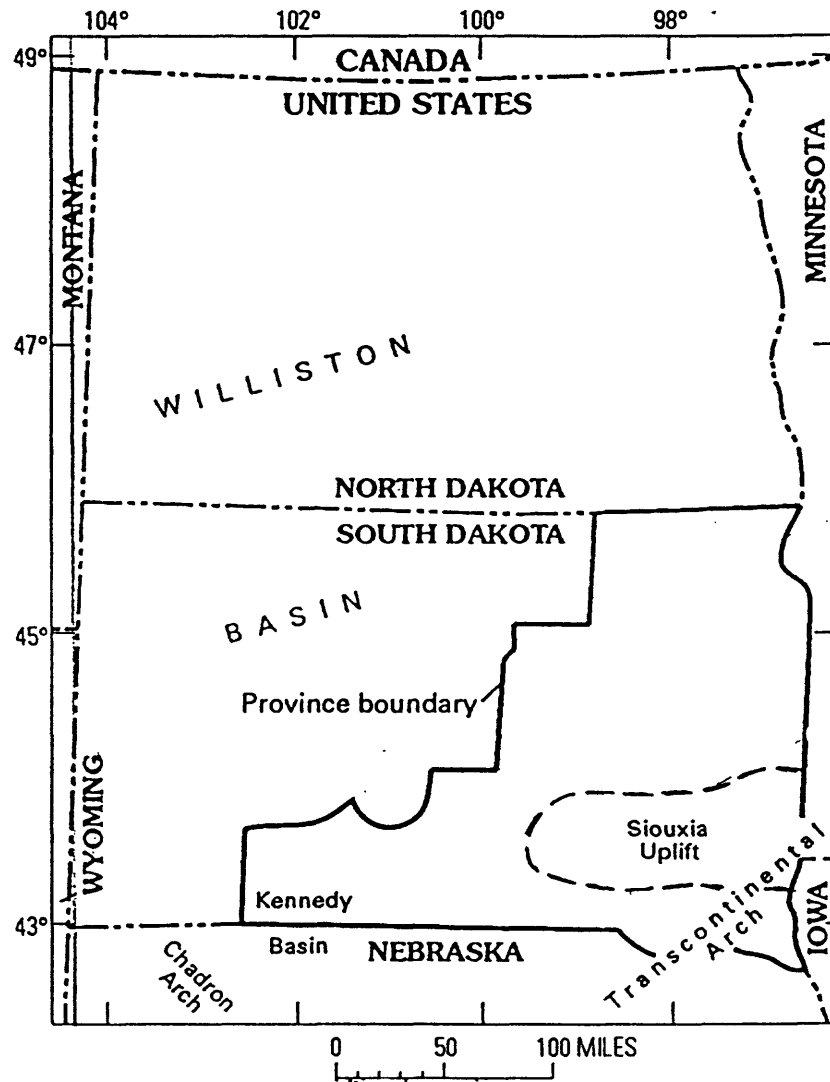 104° 102° 100° 98°
49°
CANADA
UNITED STATES
MONTANA
MINNESOTA
47°
WILLISTON
NORTH DAKOTA
SOUTH DAKOTA
BASIN
45°
Province boundary
WYOMING
Siouxia
Uplift
Transcontinental
Arch
IOWA
Kennedy
43°
Basin
NEBRASKA
Chadron
Arch
0 50 100 MILES